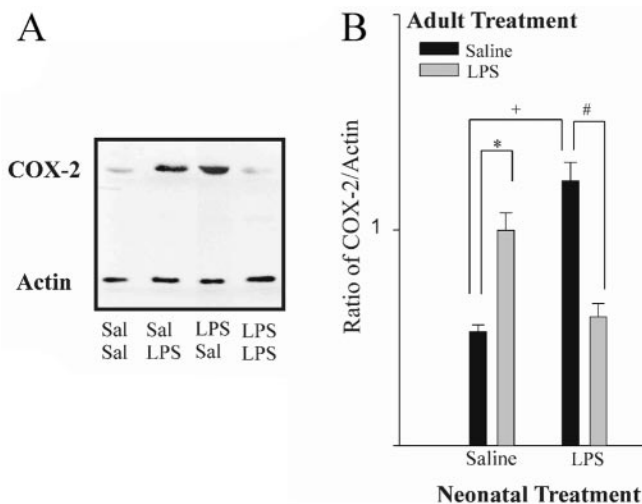 A
COX-2
Actin
Sal Sal LPS LPS
Sal LPS Sal LPS
B
Adult Treatment
Saline
LPS
+
#
*
Ratio of COX-2/Actin
1
Saline LPS
Neonatal Treatment